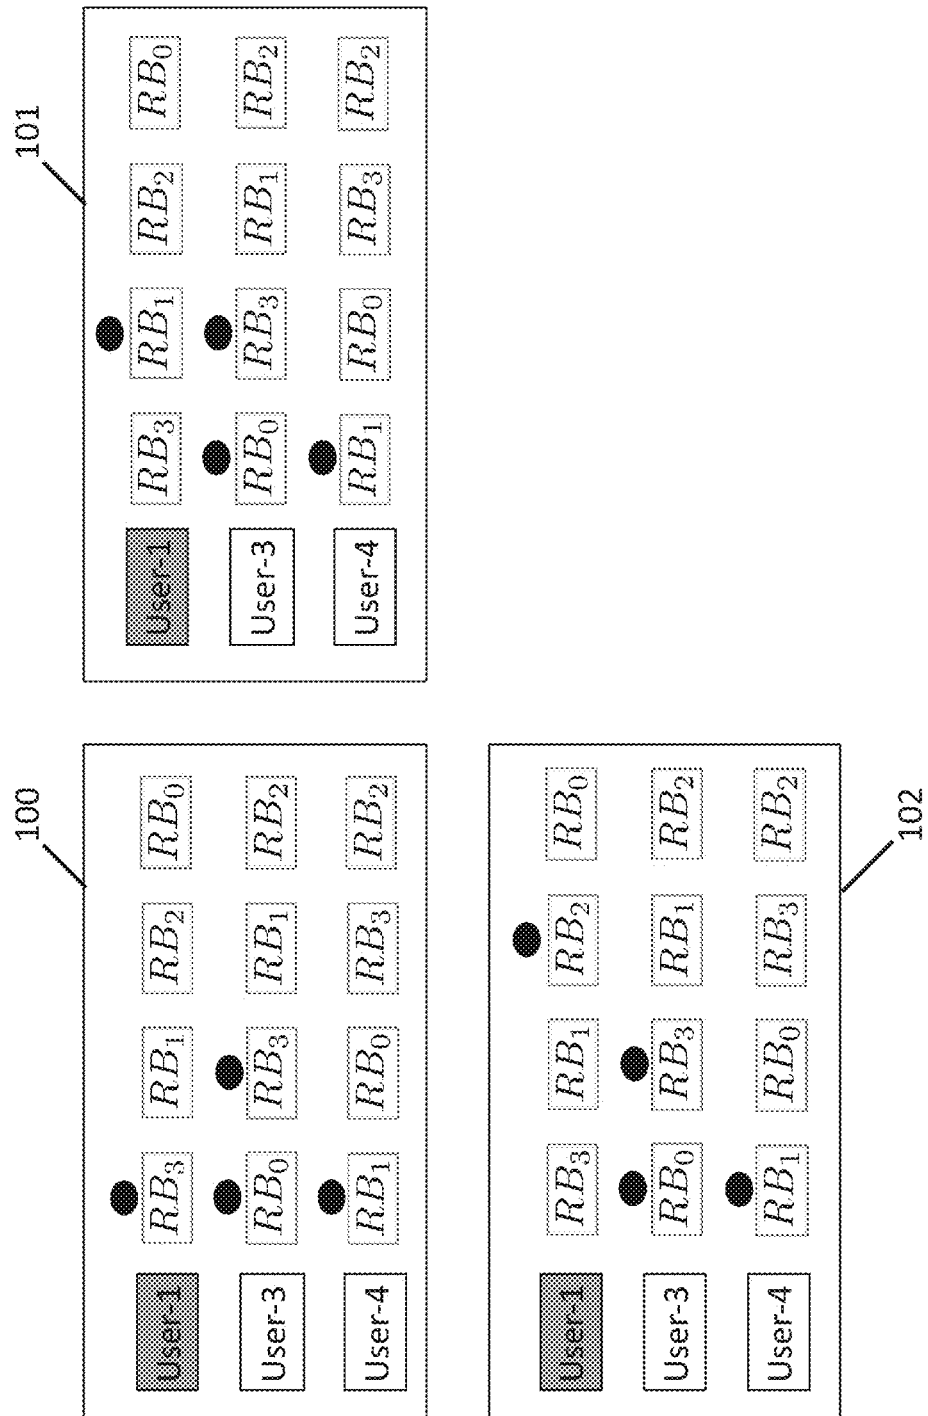 100
User-1 RB₃ RB₁ RB₂ RB₀
User-3 RB₀ RB₃ RB₁ RB₂
User-4 RB₁ RB₀ RB₃ RB₂
101
User-1 RB₃ RB₁ RB₂ RB₀
User-3 RB₀ RB₃ RB₁ RB₂
User-4 RB₁ RB₀ RB₃ RB₂
User-1 RB₃ RB₁ RB₂ RB₀
User-3 RB₀ RB₃ RB₁ RB₂
User-4 RB₁ RB₀ RB₃ RB₂
102